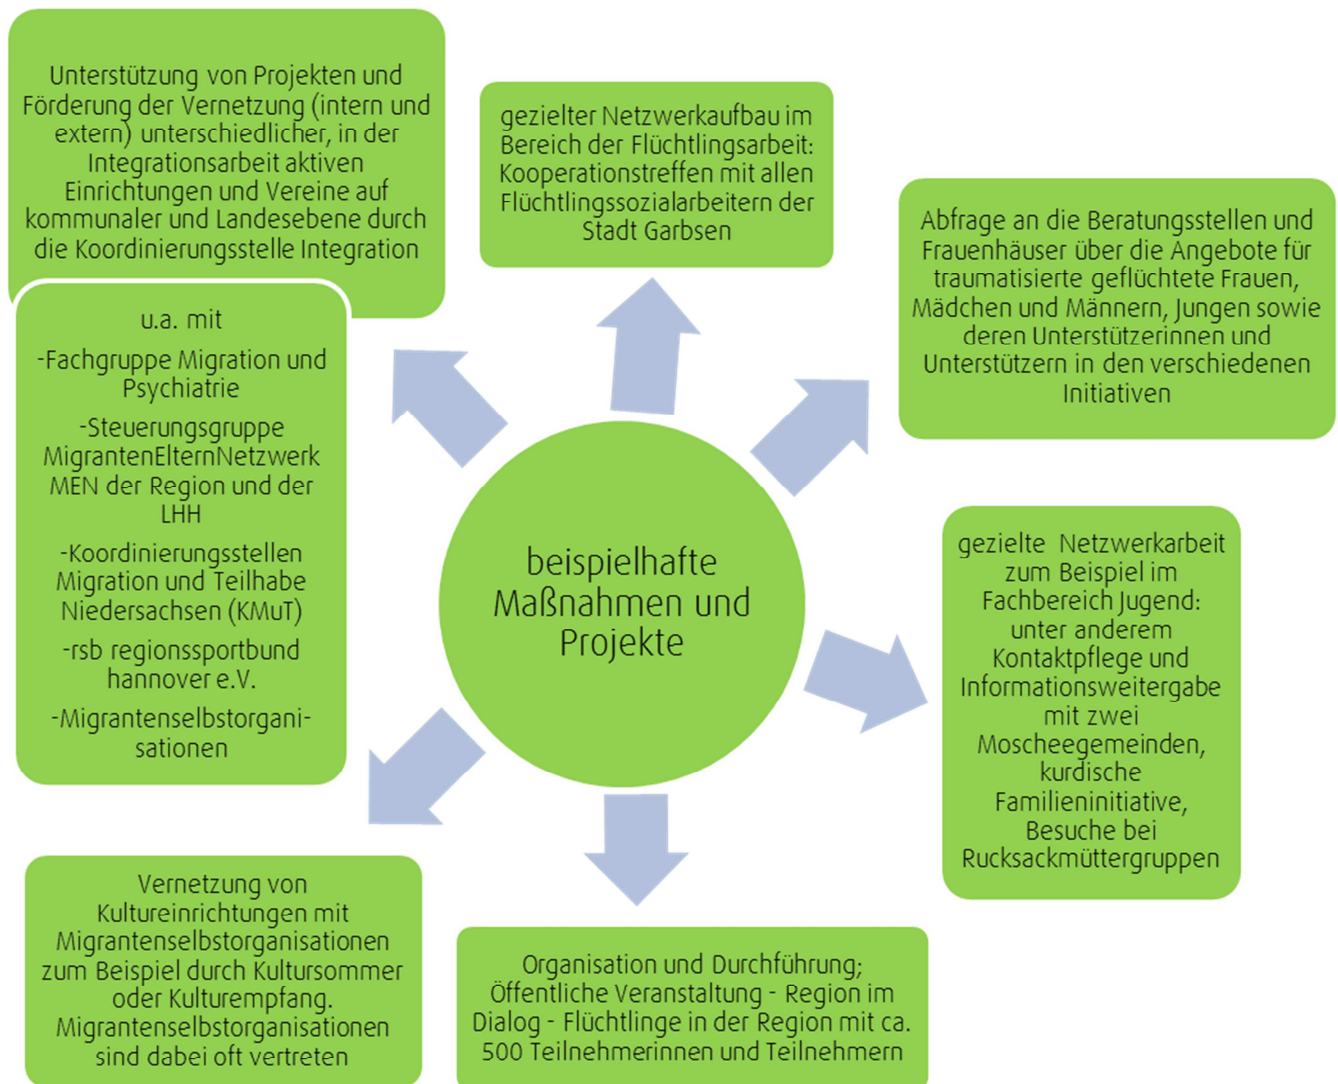 Unterstützung von Projekten und
Förderung der Vernetzung (intern und
extern) unterschiedlicher, in der
Integrationsarbeit aktiven
Einrichtungen und Vereine auf
kommunaler und Landesebene durch
die Koordinierungsstelle Integration
u.a. mit
-Fachgruppe Migration und
Psychiatrie
-Steuerungsgruppe
MigrantenElternNetzwerk
MEN der Region und der
LHH
-Koordinierungsstellen
Migration und Teilhabe
Niedersachsen (KMuT)
-rsb regionssportbund
hannover e.V.
-Migrantenselbstorgani-
sationen
gezielter Netzwerkaufbau im
Bereich der Flüchtlingsarbeit:
Kooperationstreffen mit allen
Flüchtlingssozialarbeitern der
Stadt Garbsen
Abfrage an die Beratungsstellen und
Frauenhäuser über die Angebote für
traumatisierte geflüchtete Frauen,
Mädchen und Männern, Jungen sowie
deren Unterstützerinnen und
Unterstützern in den verschiedenen
Initiativen
beispielhafte
Maßnahmen und
Projekte
gezielte Netzwerkarbeit
zum Beispiel im
Fachbereich Jugend:
unter anderem
Kontaktpflege und
Informationsweitergabe
mit zwei
Moscheegemeinden,
kurdische
Familieninitiative,
Besuche bei
Rucksackmüttergruppen
Vernetzung von
Kultureinrichtungen mit
Migrantenselbstorganisationen
zum Beispiel durch Kultursommer
oder Kulturempfang.
Migrantenselbstorganisationen
sind dabei oft vertreten
Organisation und Durchführung;
Öffentliche Veranstaltung - Region im
Dialog - Flüchtlinge in der Region mit ca.
500 Teilnehmerinnen und Teilnehmern